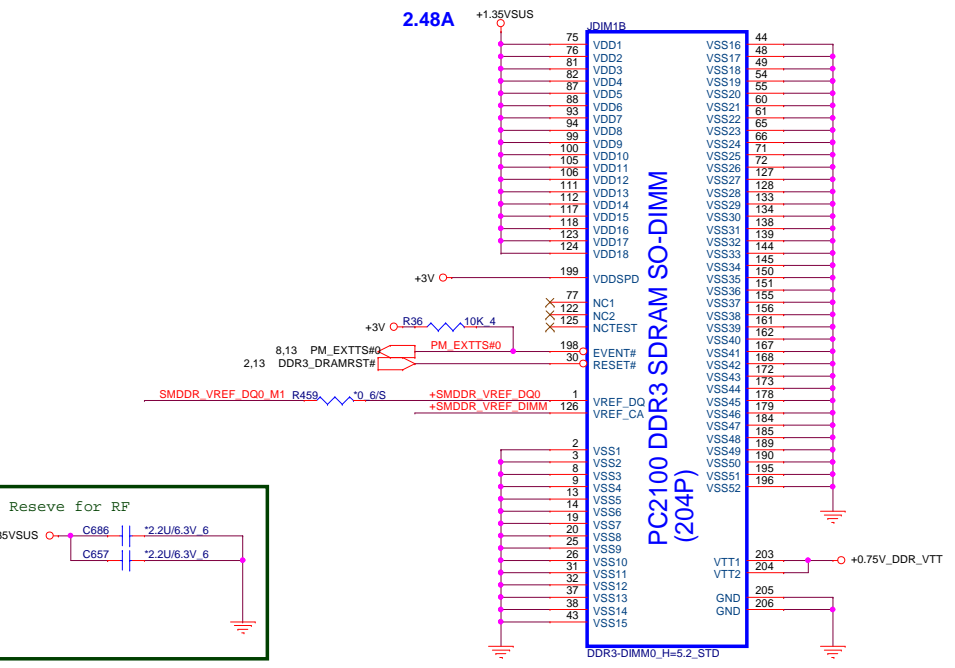 2.48A
+1.35VSUS
JDIM1B
75 VDD1 VSS16 44
76 VDD2 VSS17 48
81 VDD3 VSS18 49
82 VDD4 VSS19 54
87 VDD5 VSS20 55
88 VDD6 VSS21 60
93 VDD7 VSS22 61
94 VDD8 VSS23 65
99 VDD9 VSS24 66
100 VDD10 VSS25 71
105 VDD11 VSS26 72
106 VDD12 VSS27 127
111 VDD13 VSS28 128
112 VDD14 VSS29 133
117 VDD15 VSS30 134
118 VDD16 VSS31 138
123 VDD17 VSS32 139
124 VDD18 VSS33 144
VSS34 145
+3V 199 VDDSPD VSS35 150
VSS36 151
77 NC1 VSS37 155
122 NC2 VSS38 156
125 NCTEST VSS39 161
+3V R36 10K_4
VSS40 162
VSS41 167
8,13 PM_EXTTS#0 PM_EXTTS#0 198 EVENT#
2,13 DDR3_DRAMRST# 30 RESET#
VSS42 168
VSS43 172
VSS44 173
SMDDR_VREF_DQ0_M1 R459 *0_6/S +SMDDR_VREF_DQ0 1 VREF_DQ VSS45 178
+SMDDR_VREF_DIMM 126 VREF_CA VSS46 179
VSS47 184
VSS48 185
2 VSS1 VSS49 189
3 VSS2 VSS50 190
8 VSS3 VSS51 195
9 VSS4 VSS52 196
13 VSS5
14 VSS6
19 VSS7
20 VSS8
25 VSS9
26 VSS10 VTT1 203
31 VSS11 VTT2 204
+0.75V_DDR_VTT
32 VSS12
37 VSS13 GND 205
38 VSS14 GND 206
43 VSS15
PC2100 DDR3 SDRAM SO-DIMM
(204P)
DDR3-DIMM0_H=5.2_STD
Reseve for RF
35VSUS C686 *2.2U/6.3V_6
C657 *2.2U/6.3V_6